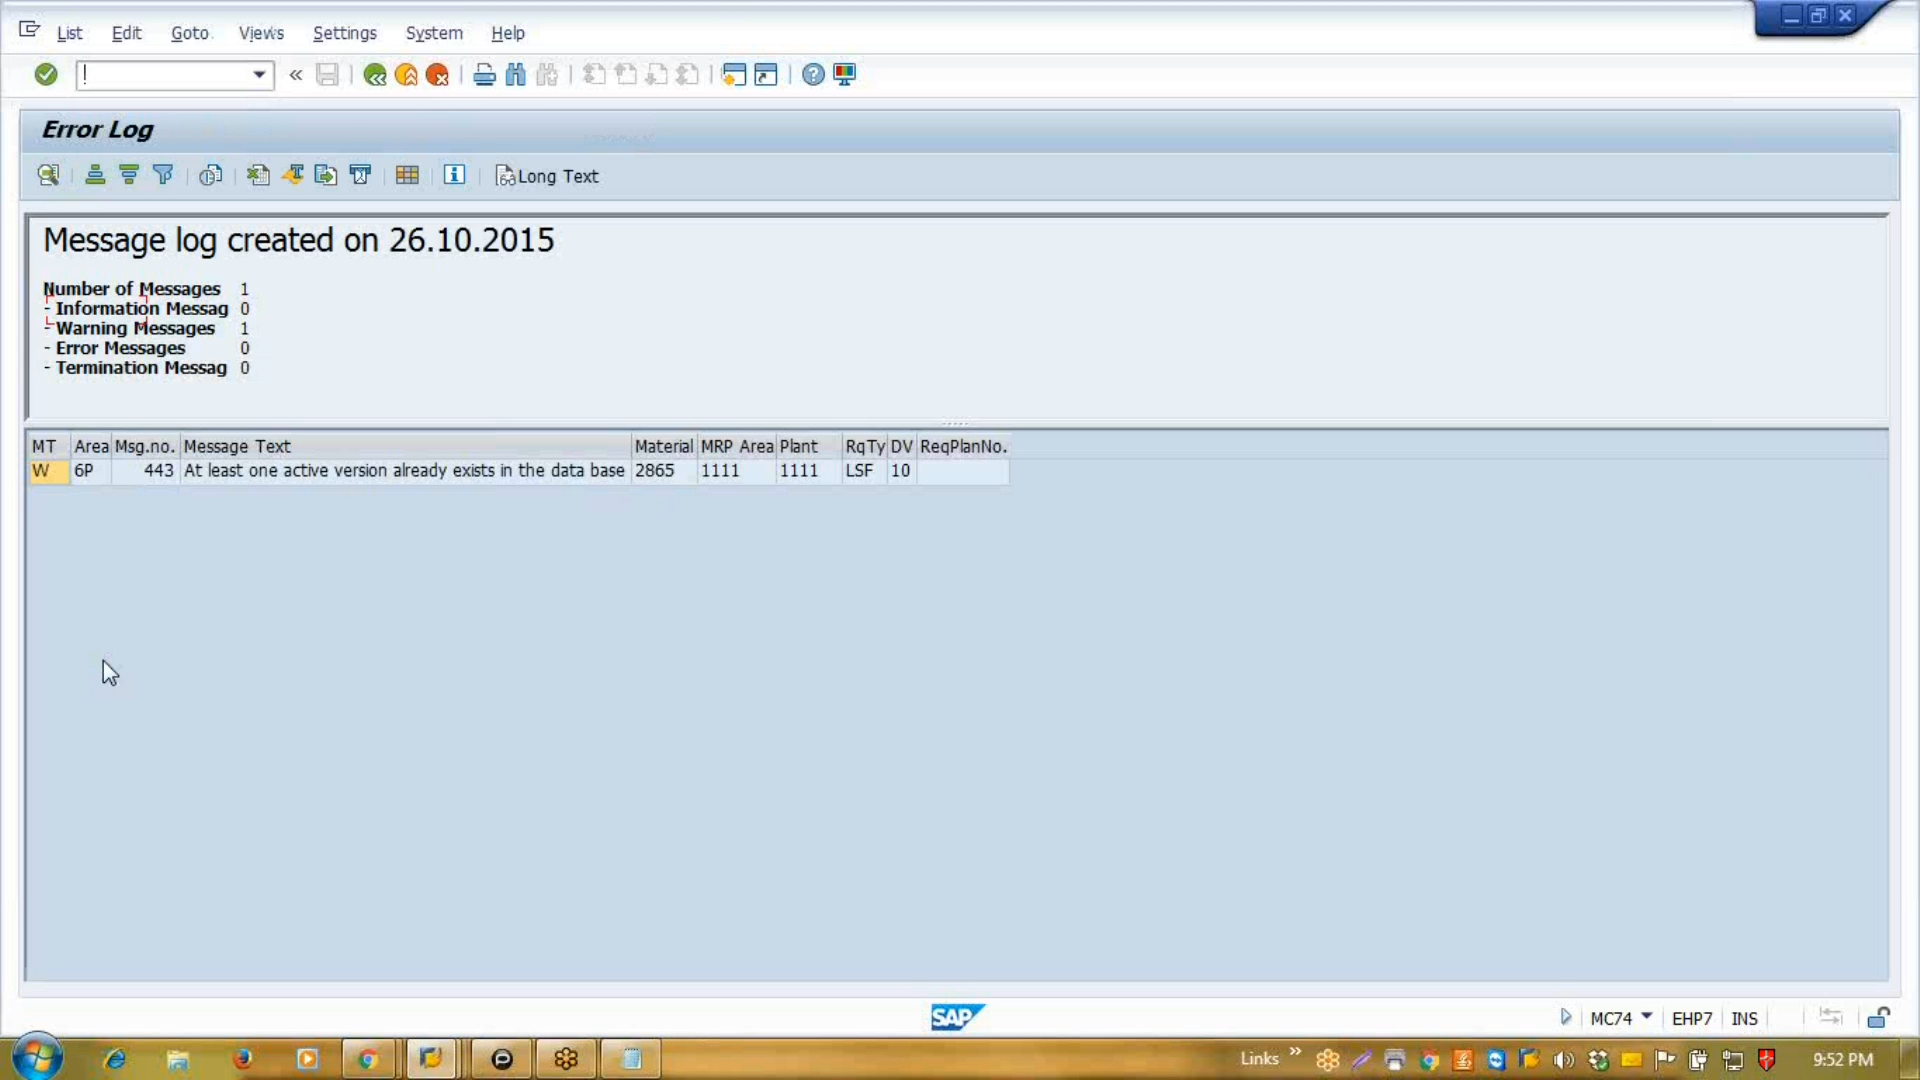 List Edit Goto Views Settings System Help
Error Log
Long Text
Message log created on 26.10.2015
Number of Messages 1
- Information Messag 0
- Warning Messages 1
- Error Messages 0
- Termination Messag 0
MT Area Msg.no. Message Text Material MRP Area Plant RqTy DV ReqPlanNo.
W 6P 443 At least one active version already exists in the data base 2865 1111 1111 LSF 10
SAP MC74 EHP7 INS
Links 9:52 PM